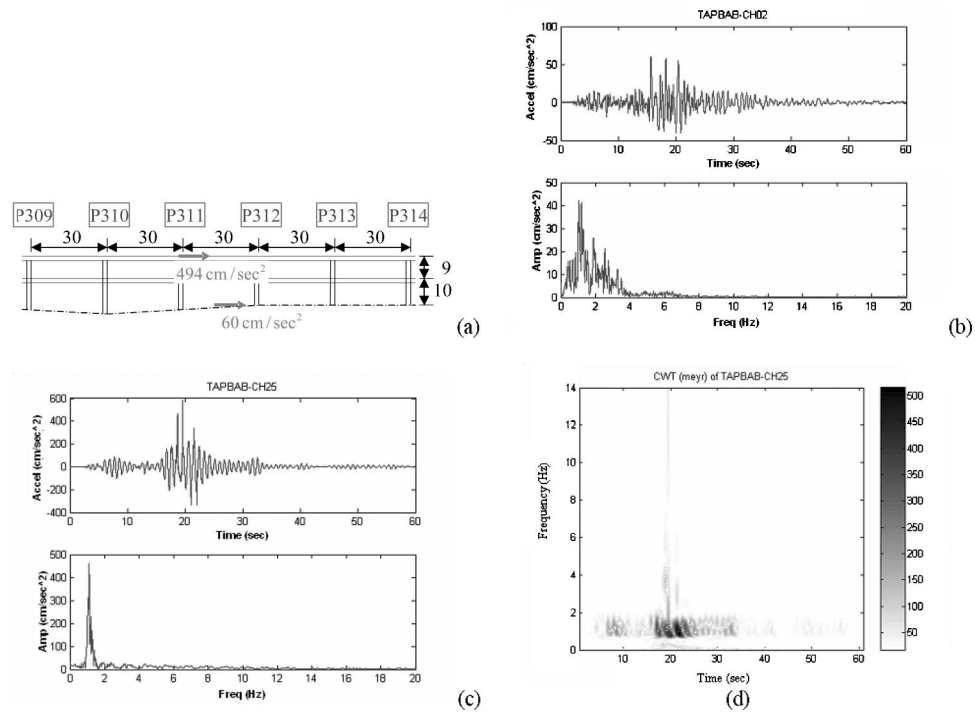 P309 P310 P311 P312 P313 P314
30 30 30 30 30
494 cm / sec²
9
10
60 cm / sec²
(a)
TAPBAB-CH02
Accel (cm/sec^2)
100
50
0
-50
0 10 20 30 40 50 60
Time (sec)
Amp (cm/sec^2)
50
40
30
20
10
0
0 2 4 6 8 10 12 14 16 18 20
Freq (Hz)
(b)
TAPBAB-CH25
Accel (cm/sec^2)
600
400
200
0
-200
-400
0 10 20 30 40 50 60
Time (sec)
Amp (cm/sec^2)
500
400
300
200
100
0
0 2 4 6 8 10 12 14 16 18 20
Freq (Hz)
(c)
CWT (meyr) of TAPBAB-CH25
Frequency (Hz)
14
12
10
8
6
4
2
0
10 20 30 40 50 60
Time (sec)
500
450
400
350
300
250
200
150
100
50
(d)